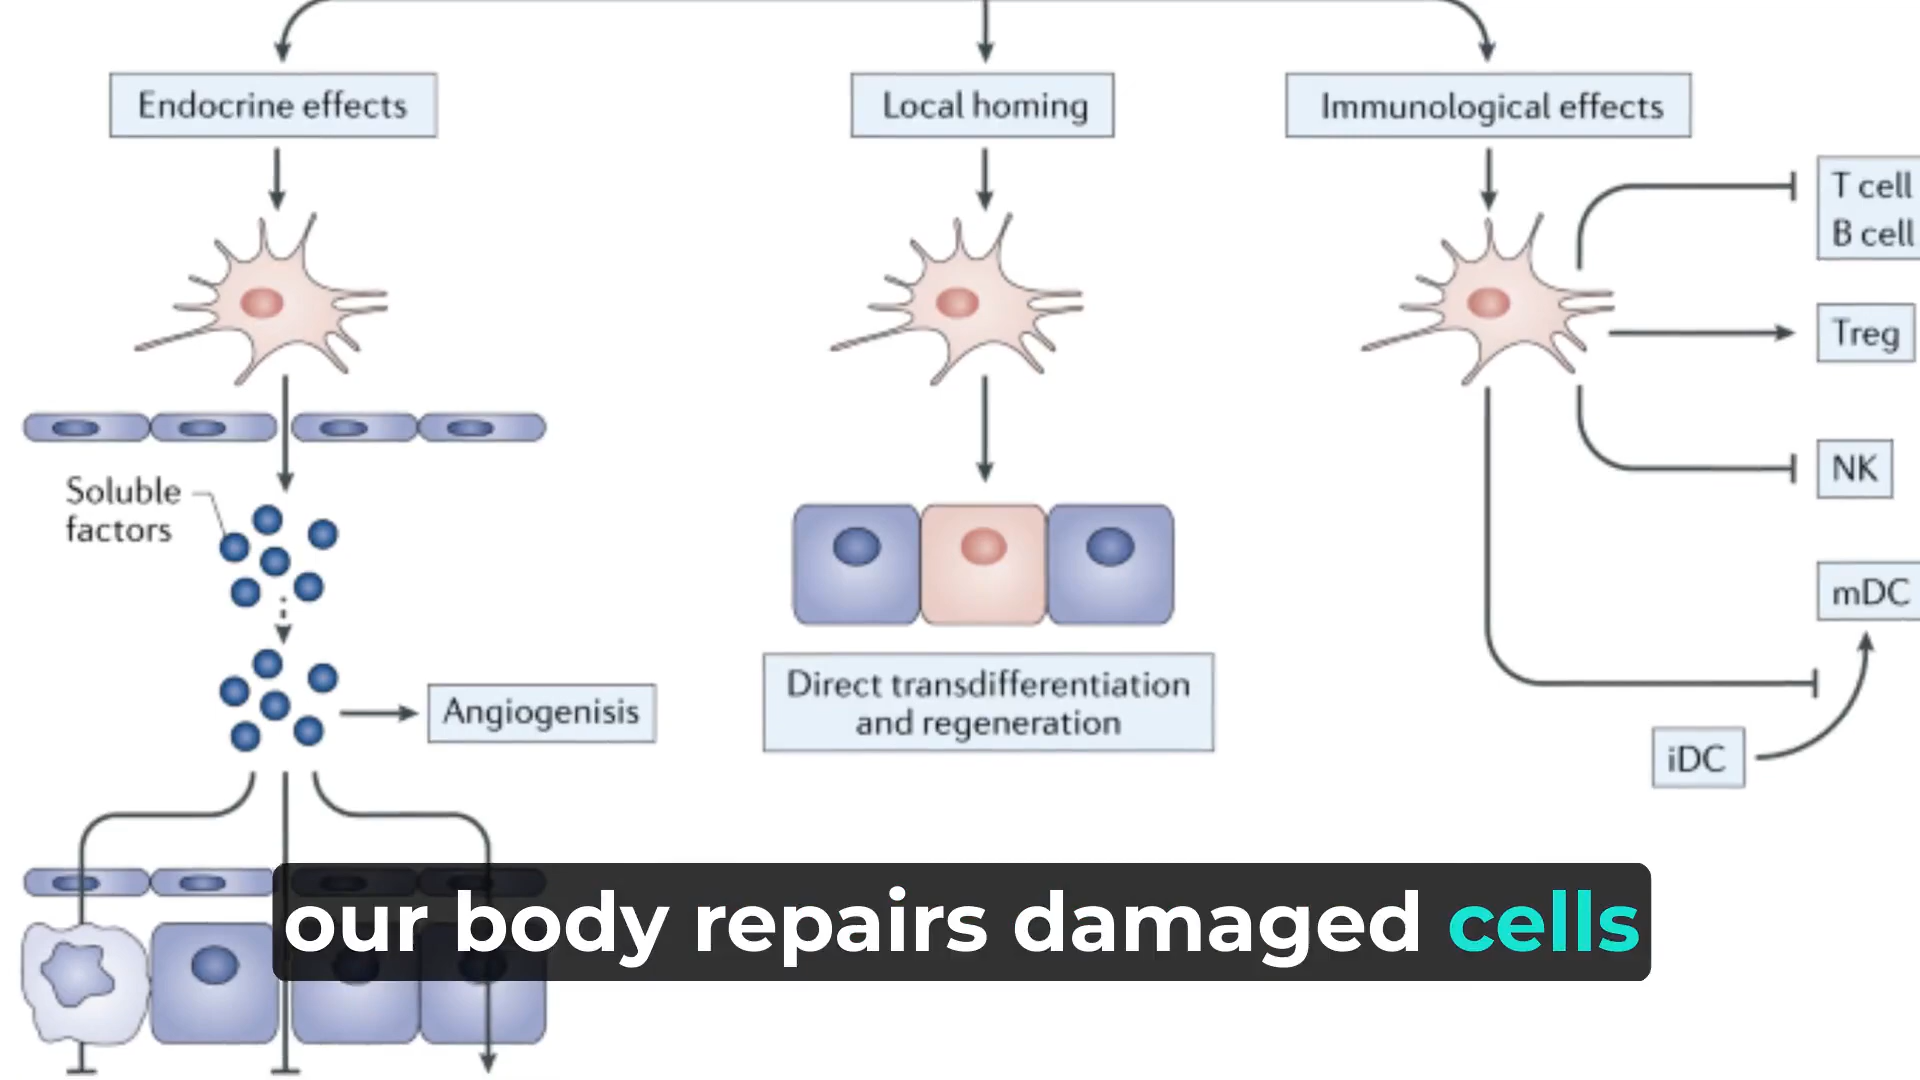 Endocrine effects
Local homing
Immunological effects
T cell
B cell
Treg
Soluble
factors
NK
mDC
Angiogenisis
Direct transdifferentiation
and regeneration
iDC
our body repairs damaged cells